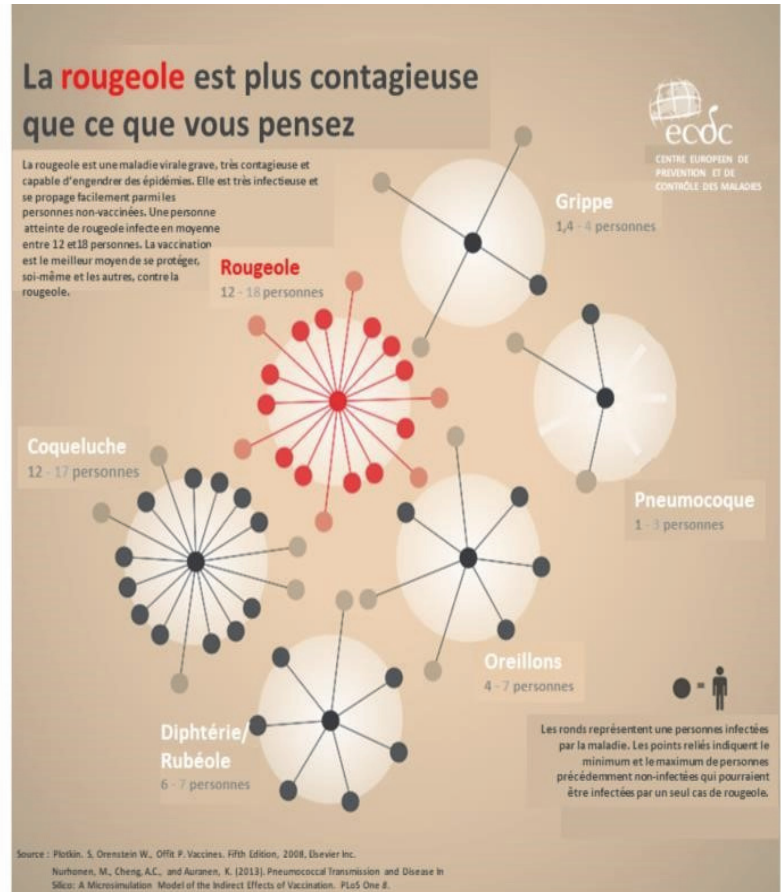 La rougeole est plus contagieuse
que ce que vous pensez
La rougeole est une maladie virale grave, très contagieuse et
capable d'engendrer des épidémies. Elle est très infectieuse et
se propage facilement parmi les
personnes non-vaccinées. Une personne
atteinte de rougeole infecte en moyenne
entre 12 et18 personnes. La vaccination
est le meilleur moyen de se protéger,
soi-même et les autres, contre la
rougeole.
ecdc
CENTRE EUROPEEN DE
PREVENTION ET DE
CONTRÔLE DES MALADIES
Grippe
1,4 - 4 personnes
Rougeole
12 - 18 personnes
Coqueluche
12 - 17 personnes
Pneumocoque
1 - 3 personnes
Oreillons
4 - 7 personnes
Diphtérie/
Rubéole
6 - 7 personnes
=
Les ronds représentent une personnes infectées
par la maladie. Les points reliés indiquent le
minimum et le maximum de personnes
précédemment non-infectées qui pourraient
être infectées par un seul cas de rougeole.
Source : Plotkin. S, Orenstein W., Offit P. Vaccines. Fifth Edition, 2008, Elsevier Inc.
Nurhonen, M., Cheng, A.C., and Auranen, K. (2013). Pneumococcal Transmission and Disease In
Silico: A Microsimulation Model of the Indirect Effects of Vaccination. PLoS One 8.